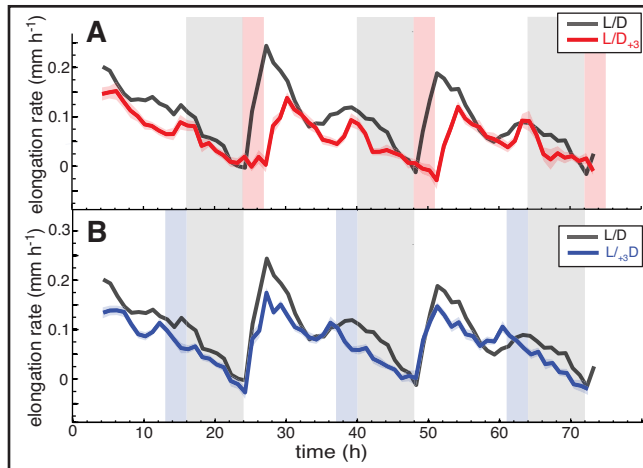 A
L/D
L/D+3
elongation rate (mm h-1)
0.2
0.1
0
B
L/D
L/+3D
elongation rate (mm h-1)
0.3
0.2
0.1
0
0 10 20 30 40 50 60 70
time (h)